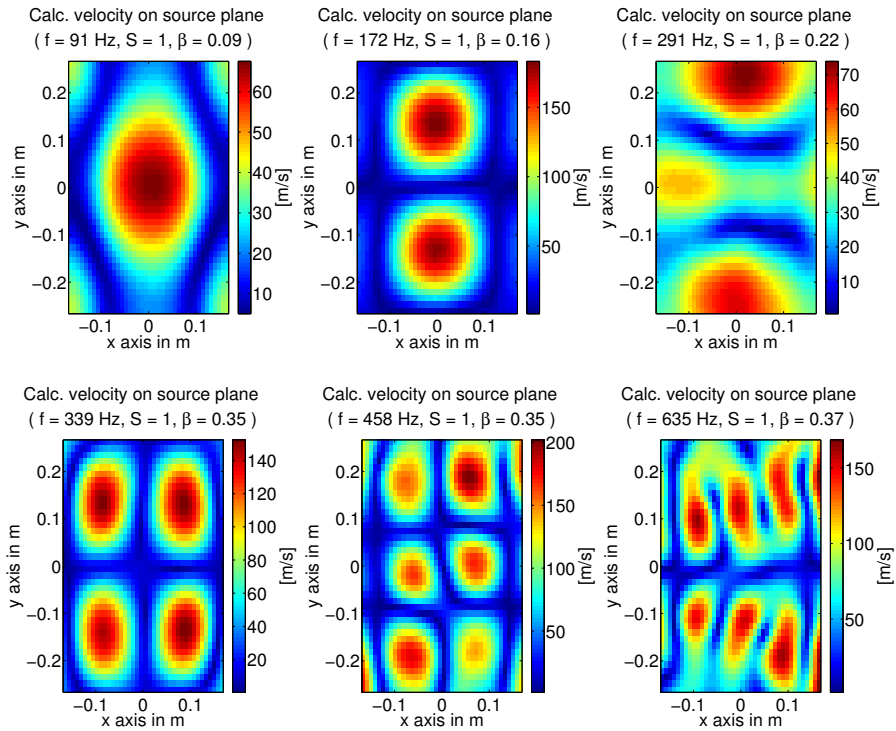 Calc. velocity on source plane
( f = 91 Hz, S = 1, β = 0.09 )
0.2
0.1
0
−0.1
−0.2
y axis in m
−0.1 0 0.1
x axis in m
60
50
40
30
20
10
[m/s]
Calc. velocity on source plane
( f = 172 Hz, S = 1, β = 0.16 )
0.2
0.1
0
−0.1
−0.2
y axis in m
−0.1 0 0.1
x axis in m
150
100
50
[m/s]
Calc. velocity on source plane
( f = 291 Hz, S = 1, β = 0.22 )
0.2
0.1
0
−0.1
−0.2
y axis in m
−0.1 0 0.1
x axis in m
70
60
50
40
30
20
10
[m/s]
Calc. velocity on source plane
( f = 339 Hz, S = 1, β = 0.35 )
0.2
0.1
0
−0.1
−0.2
y axis in m
−0.1 0 0.1
x axis in m
140
120
100
80
60
40
20
[m/s]
Calc. velocity on source plane
( f = 458 Hz, S = 1, β = 0.35 )
0.2
0.1
0
−0.1
−0.2
y axis in m
−0.1 0 0.1
x axis in m
200
150
100
50
[m/s]
Calc. velocity on source plane
( f = 635 Hz, S = 1, β = 0.37 )
0.2
0.1
0
−0.1
−0.2
y axis in m
−0.1 0 0.1
x axis in m
150
100
50
[m/s]